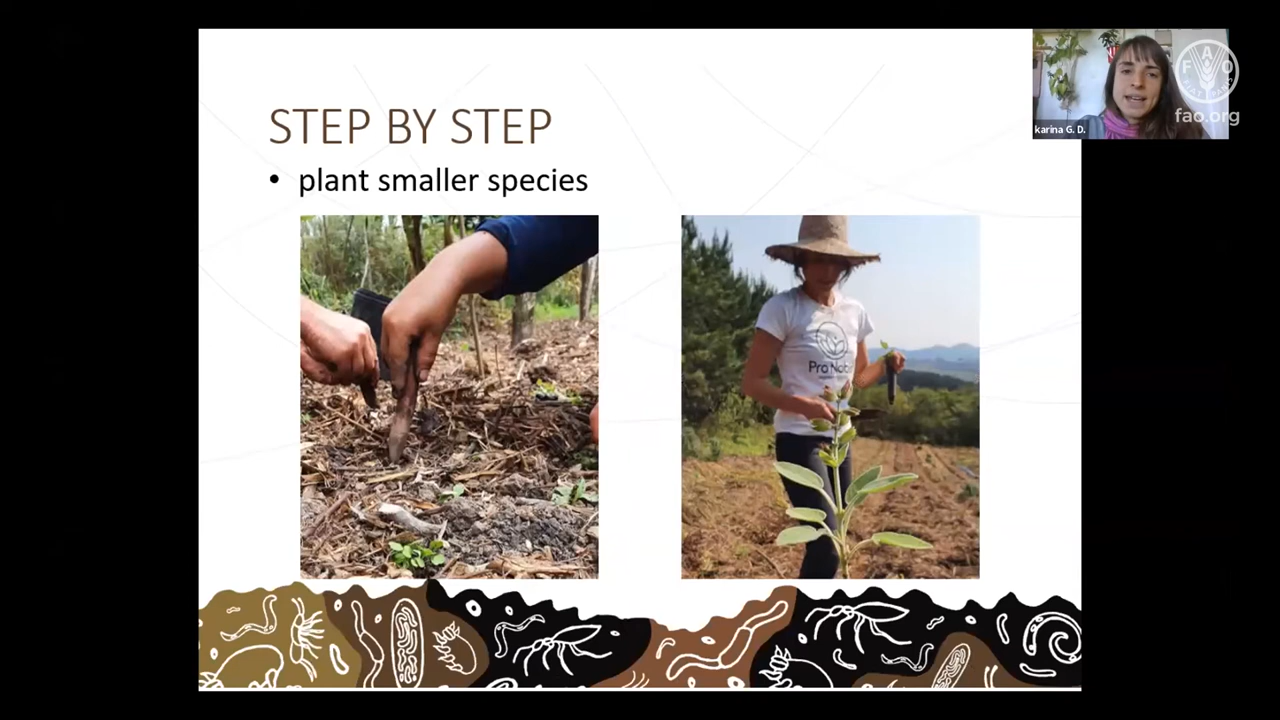 STEP BY STEP
• plant smaller species
karina G. D.
F A O
fao.org